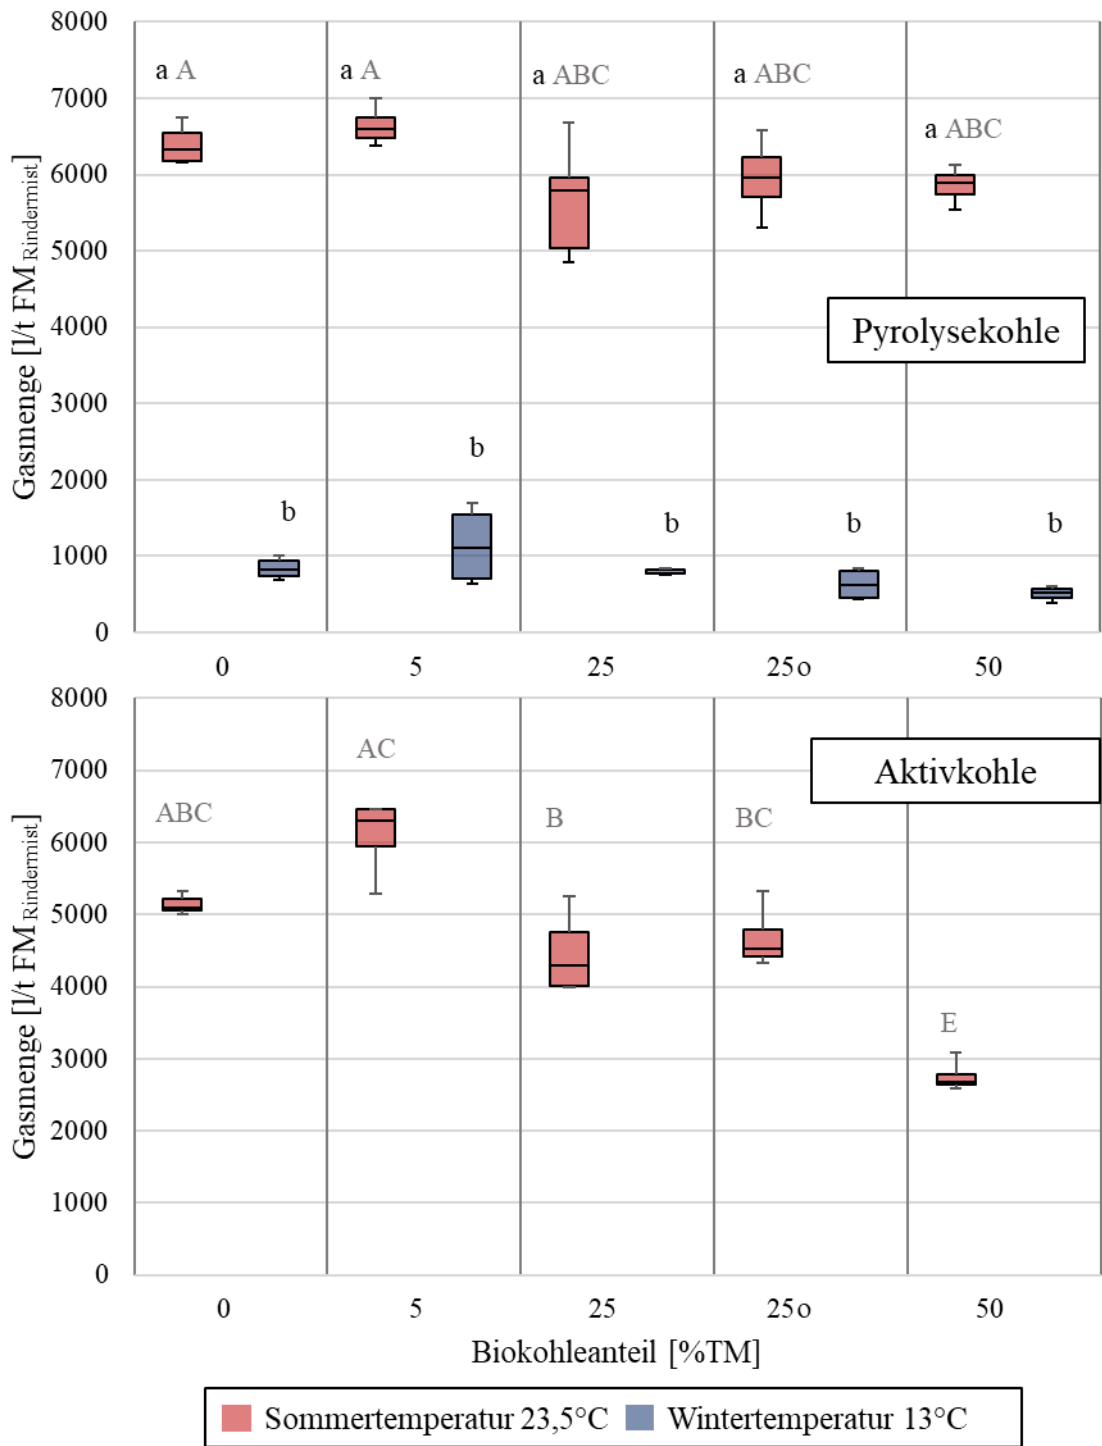 8000
7000
6000
5000
4000
3000
2000
1000
0
Gasmenge [l/t FM Rindermist]
a A
a A
a ABC
a ABC
a ABC
Pyrolysekohle
b
b
b
b
b
0 5 25 25o 50
8000
7000
6000
5000
4000
3000
2000
1000
0
Gasmenge [l/t FM Rindermist]
AC
Aktivkohle
ABC
B
BC
E
0 5 25 25o 50
Biokohleanteil [%TM]
Sommertemperatur 23,5°C Wintertemperatur 13°C